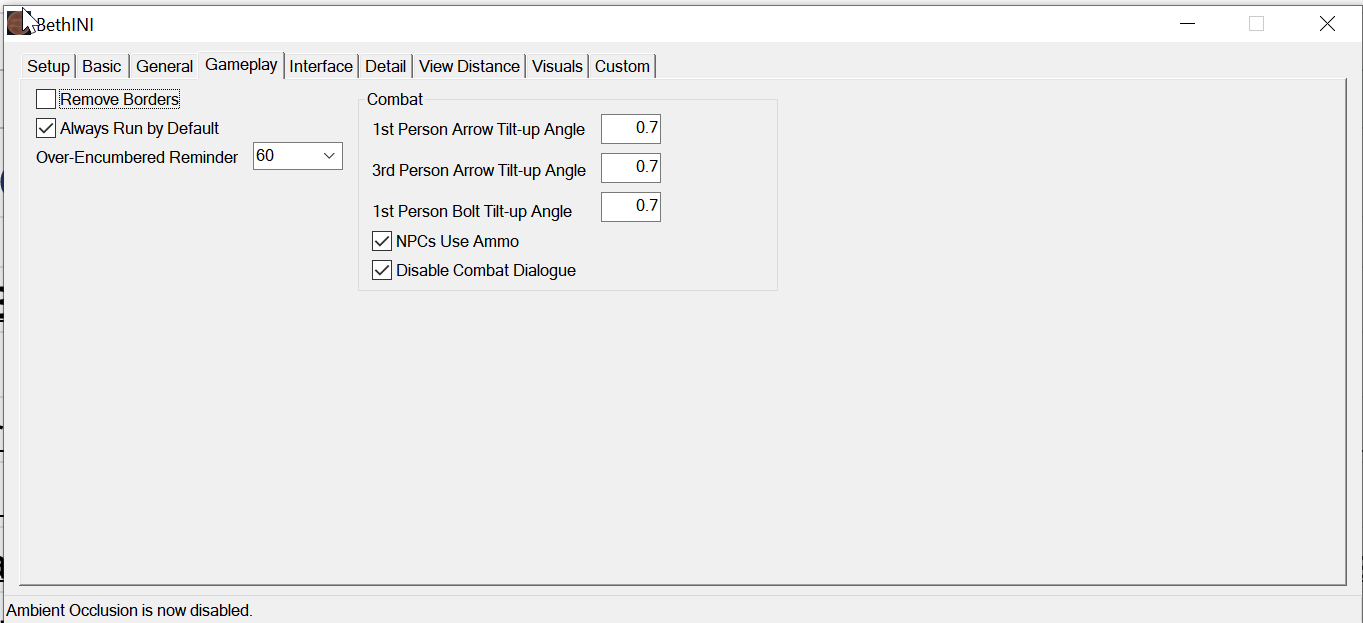 BethINI
Setup Basic General Gameplay Interface Detail View Distance Visuals Custom
Remove Borders
Always Run by Default
Over-Encumbered Reminder 60
Combat
1st Person Arrow Tilt-up Angle 0.7
3rd Person Arrow Tilt-up Angle 0.7
1st Person Bolt Tilt-up Angle 0.7
NPCs Use Ammo
Disable Combat Dialogue
Ambient Occlusion is now disabled.